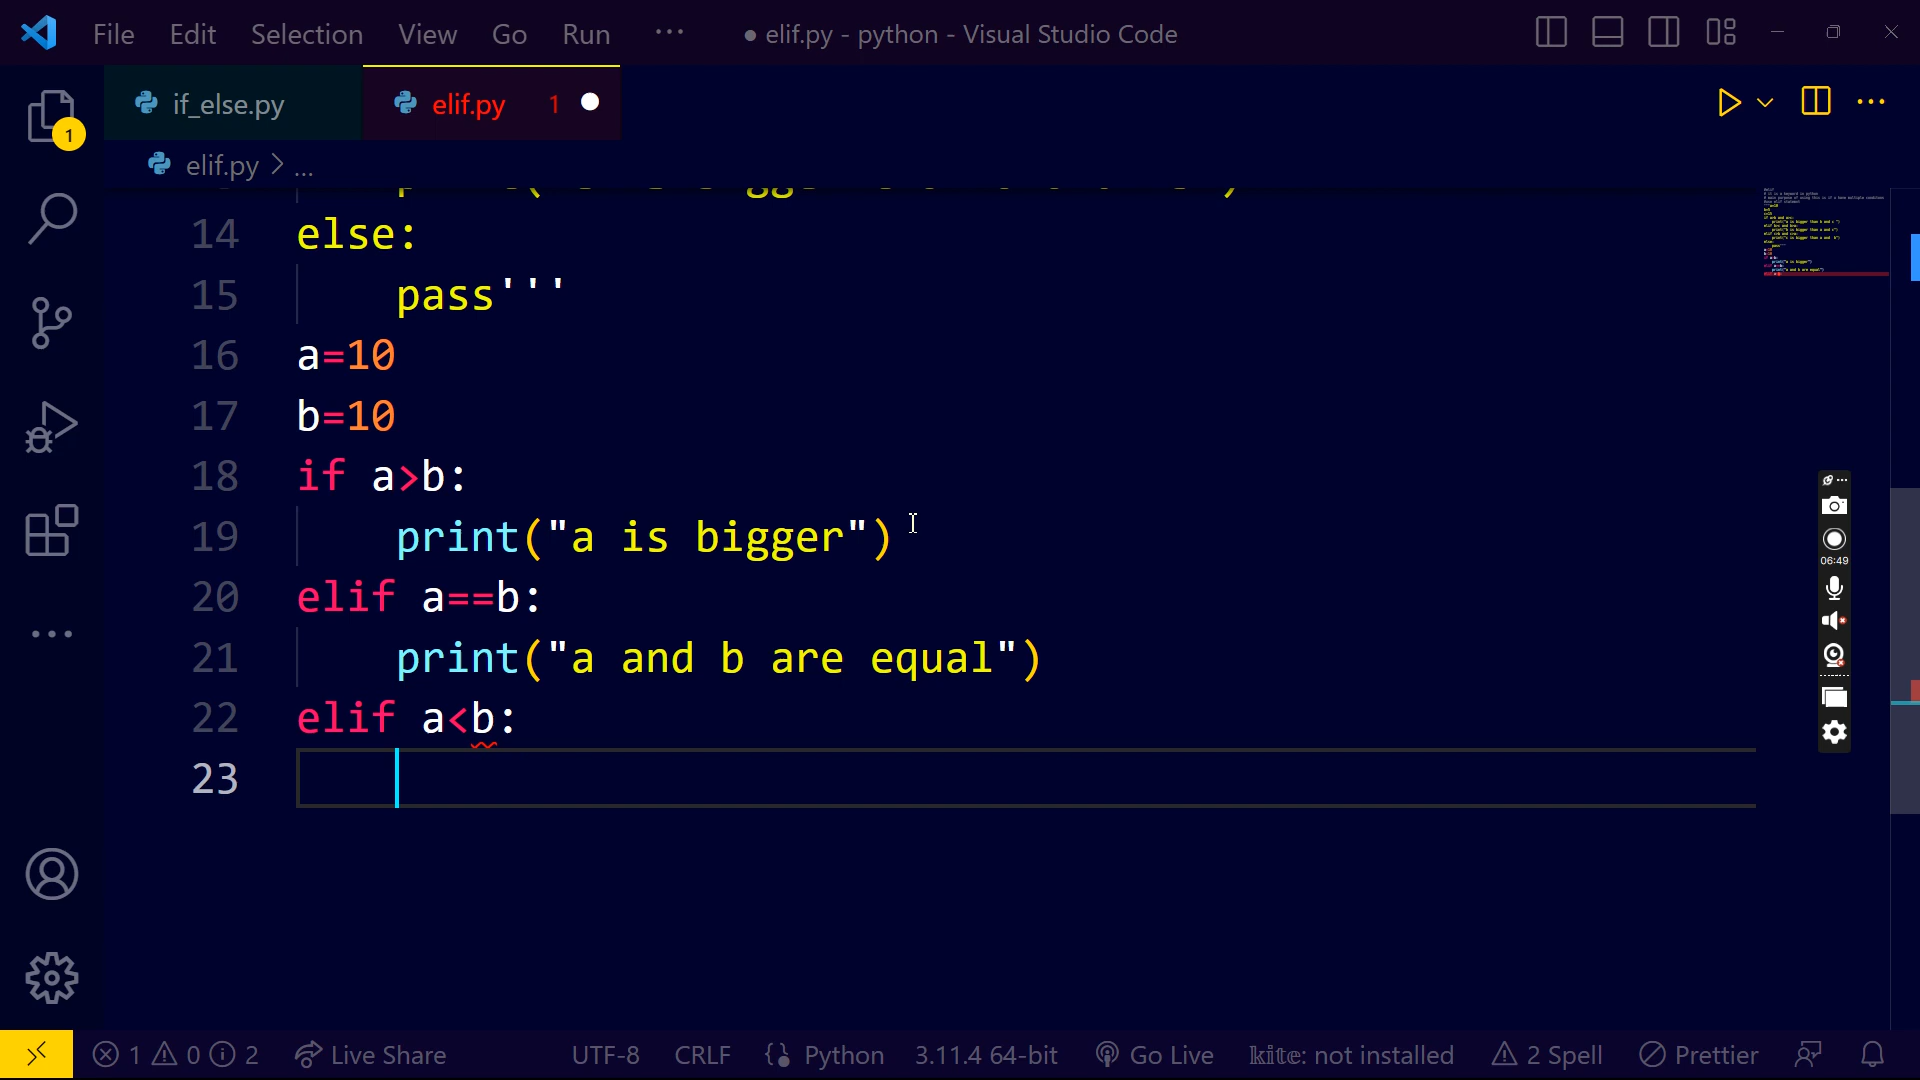 File Edit Selection View Go Run ··· ● elif.py - python - Visual Studio Code
if_else.py elif.py 1
elif.py > ...
14 else:
15 pass'''
16 a=10
17 b=10
18 if a>b:
19 print("a is bigger")
20 elif a==b:
21 print("a and b are equal")
22 elif a<b:
23
1
06:49
1 0 2 Live Share UTF-8 CRLF Python 3.11.4 64-bit Go Live kite: not installed 2 Spell Prettier